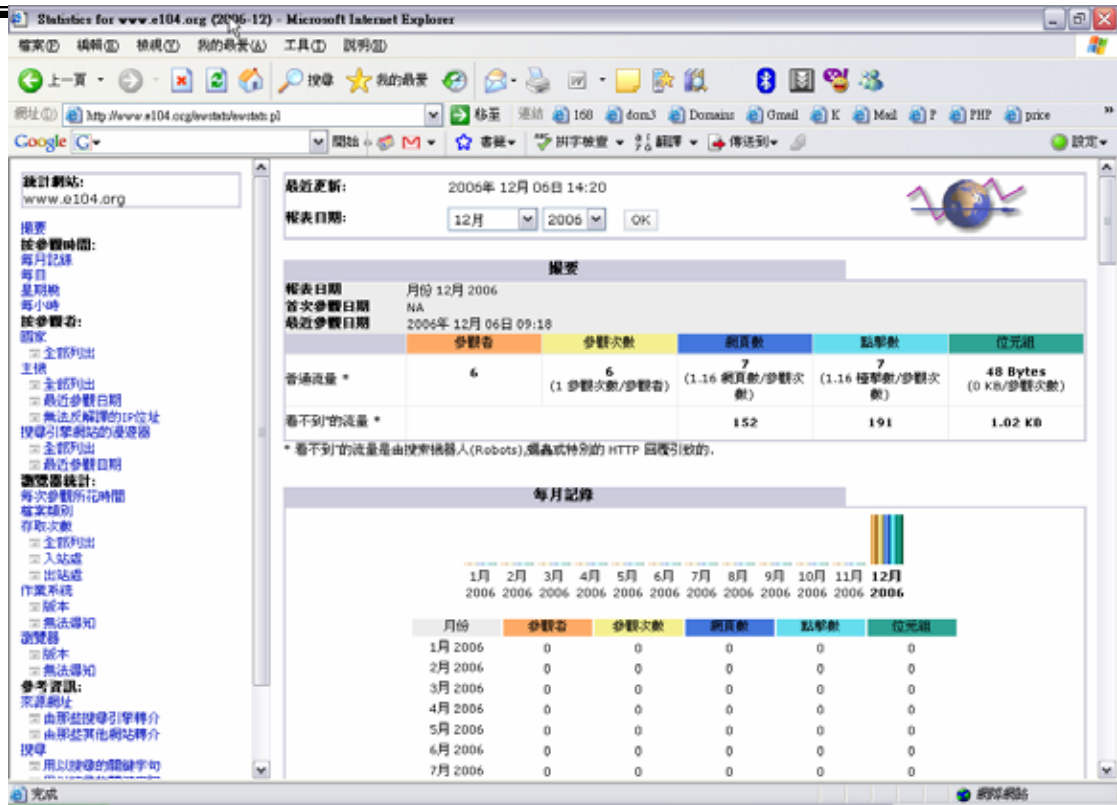 Statistics for www.e104.org (2006-12) - Microsoft Internet Explorer
檔案(F) 編輯(E) 檢視(V) 我的最愛(A) 工具(T) 說明(H)
上一頁 搜尋 我的最愛
網址(D) http://www.e104.org/awstats/awstats.pl 移至 連結 168 dom3 Domains Gmail K Mail P PHP price
Google G 開始 書籤 拼字檢查 翻譯 傳送到 設定
統計網站:
www.e104.org
摘要
按參觀時間:
每月記錄
每日
星期幾
每小時
按參觀者:
國家
全部列出
主機
全部列出
最近參觀日期
無法反解譯的IP位址
搜尋引擎網站的漫遊器
全部列出
最近參觀日期
瀏覽器統計:
每次參觀所花時間
檔案類別
存取次數
全部列出
入站處
出站處
作業系統
版本
無法得知
瀏覽器
版本
無法得知
參考資訊:
來源網址
由那些搜尋引擎轉介
由那些其他網站轉介
搜尋
用以搜尋的關鍵字句
最近更新: 2006年 12月 06日 14:20
報表日期: 12月 2006 OK
摘要
報表日期 月份 12月 2006
首次參觀日期 NA
最近參觀日期 2006年 12月 06日 09:18
參觀者 參觀次數 網頁數 點擊數 位元組
普通流量 * 6 6 7 7 48 Bytes
(1 參觀次數/參觀者) (1.16 網頁數/參觀次數) (1.16 點擊數/參觀次數) (0 KB/參觀次數)
看不到的流量 * 152 191 1.02 KB
* 看不到的流量是由搜索機器人(Robots),蠕蟲或特別的 HTTP 回覆引致的.
每月記錄
1月 2月 3月 4月 5月 6月 7月 8月 9月 10月 11月 12月
2006 2006 2006 2006 2006 2006 2006 2006 2006 2006 2006 2006
月份 參觀者 參觀次數 網頁數 點擊數 位元組
1月 2006 0 0 0 0 0
2月 2006 0 0 0 0 0
3月 2006 0 0 0 0 0
4月 2006 0 0 0 0 0
5月 2006 0 0 0 0 0
6月 2006 0 0 0 0 0
7月 2006 0 0 0 0 0
完成 網際網路